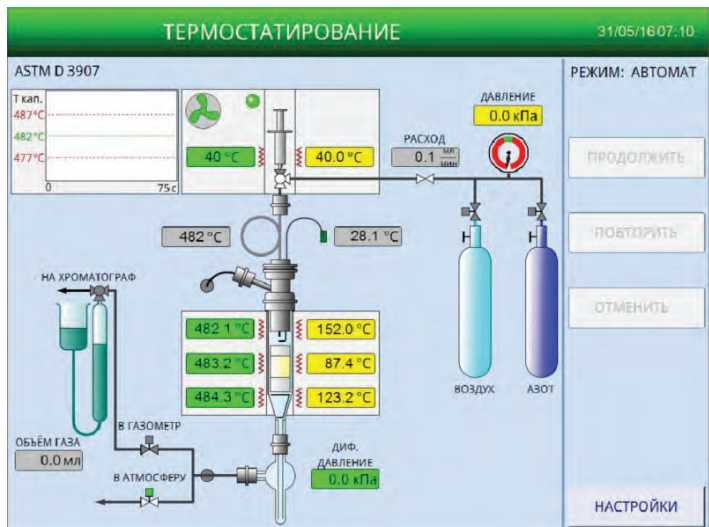 ТЕРМОСТАТИРОВАНИЕ
31/05/16 07:10
ASTM D 3907
РЕЖИМ: АВТОМАТ
Т кап.
487°C
482°C
477°C
0
75 с
40 °C
40.0 °C
РАСХОД
0.1 мл/мин
ДАВЛЕНИЕ
0.0 кПа
ПРОДОЛЖИТЬ
ПОВТОРИТЬ
ОТМЕНИТЬ
482 °C
28.1 °C
НА ХРОМАТОГРАФ
482.1 °C
152.0 °C
483.2 °C
87.4 °C
484.3 °C
123.2 °C
ВОЗДУХ
АЗОТ
В ГАЗОМЕТР
ОБЪЁМ ГАЗА
0.0 мл
В АТМОСФЕРУ
ДИФ.
ДАВЛЕНИЕ
0.0 кПа
НАСТРОЙКИ